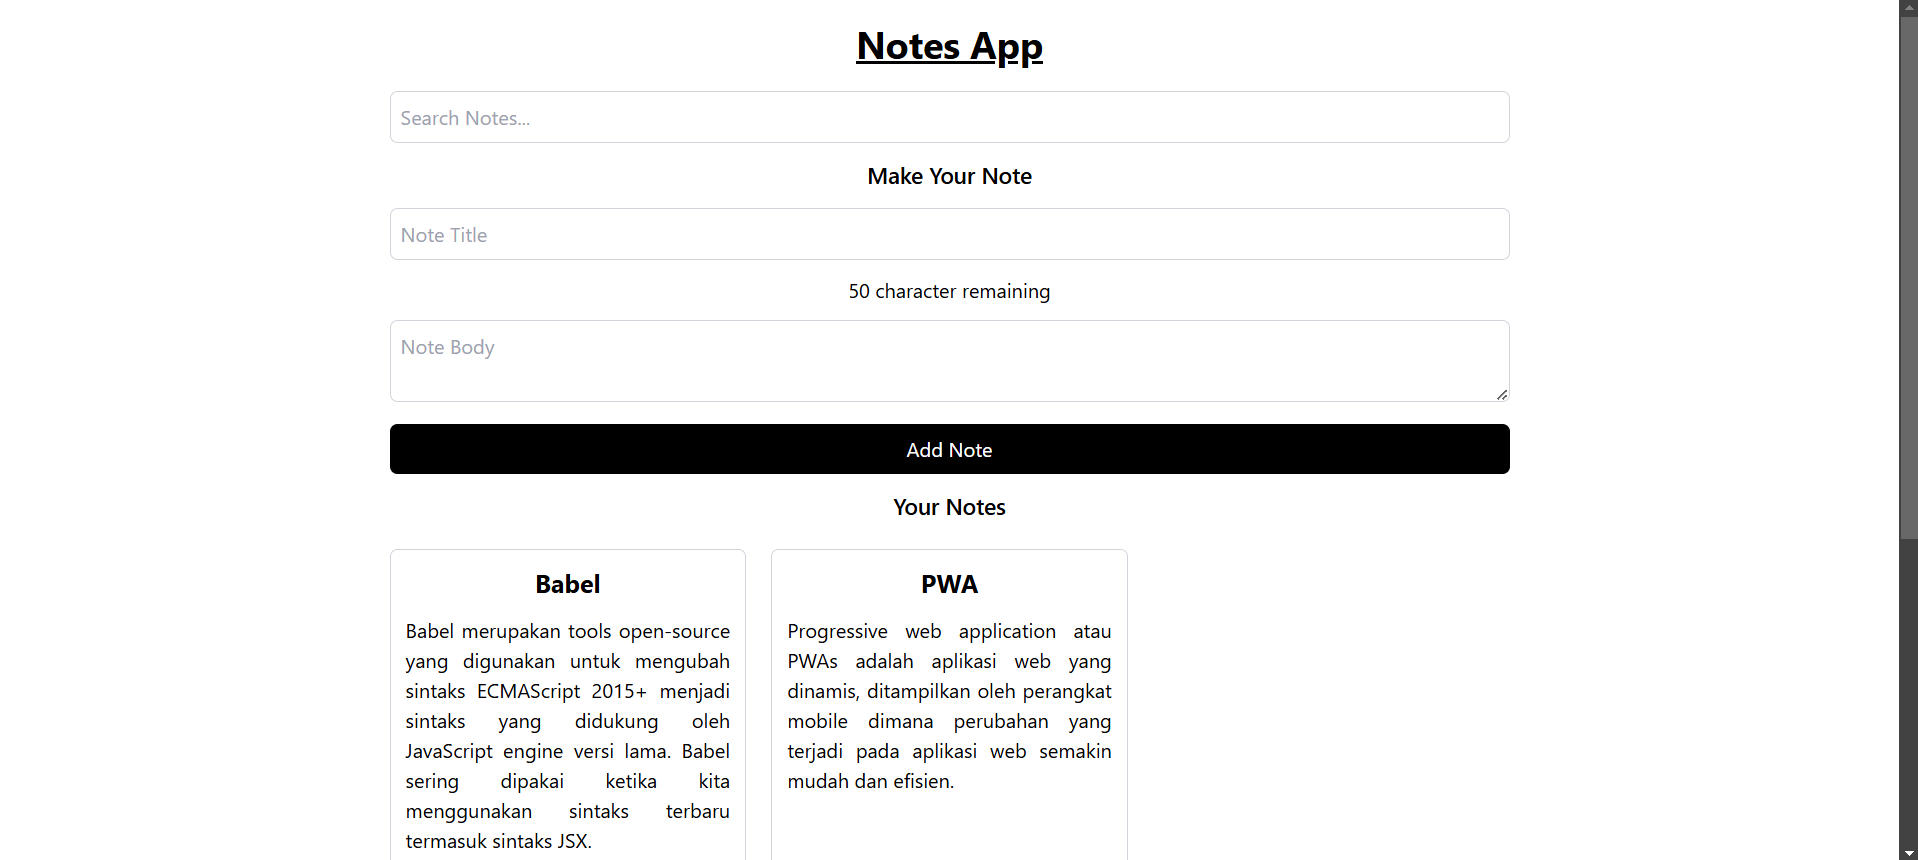 Notes App
Search Notes...
Make Your Note
Note Title
50 character remaining
Note Body
Add Note
Your Notes
Babel
Babel merupakan tools open-source
yang digunakan untuk mengubah
sintaks ECMAScript 2015+ menjadi
sintaks yang didukung oleh
JavaScript engine versi lama. Babel
sering dipakai ketika kita
menggunakan sintaks terbaru
termasuk sintaks JSX.
PWA
Progressive web application atau
PWAs adalah aplikasi web yang
dinamis, ditampilkan oleh perangkat
mobile dimana perubahan yang
terjadi pada aplikasi web semakin
mudah dan efisien.